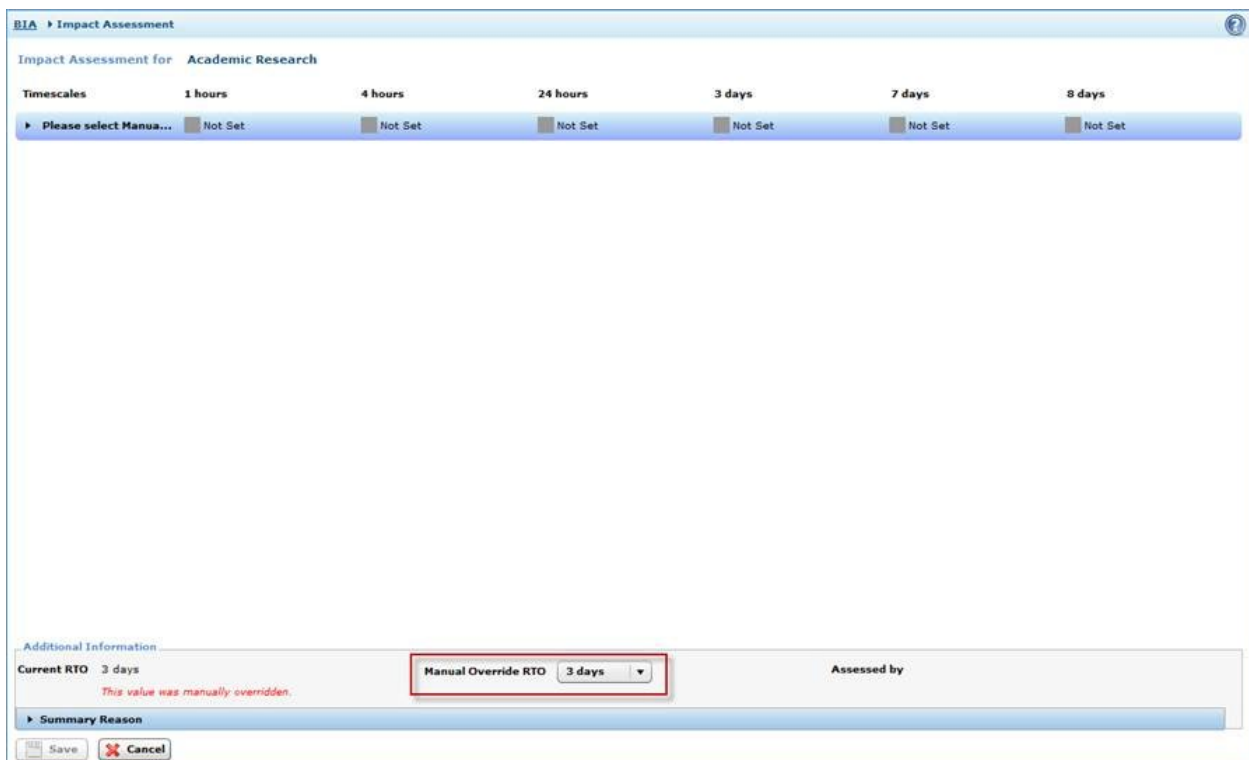 BIA Impact Assessment
Impact Assessment for Academic Research
Timescales 1 hours 4 hours 24 hours 3 days 7 days 8 days
Please select Manua... Not Set Not Set Not Set Not Set Not Set Not Set
Additional Information
Current RTO 3 days Manual Override RTO 3 days Assessed by
This value was manually overridden.
Summary Reason
Save Cancel